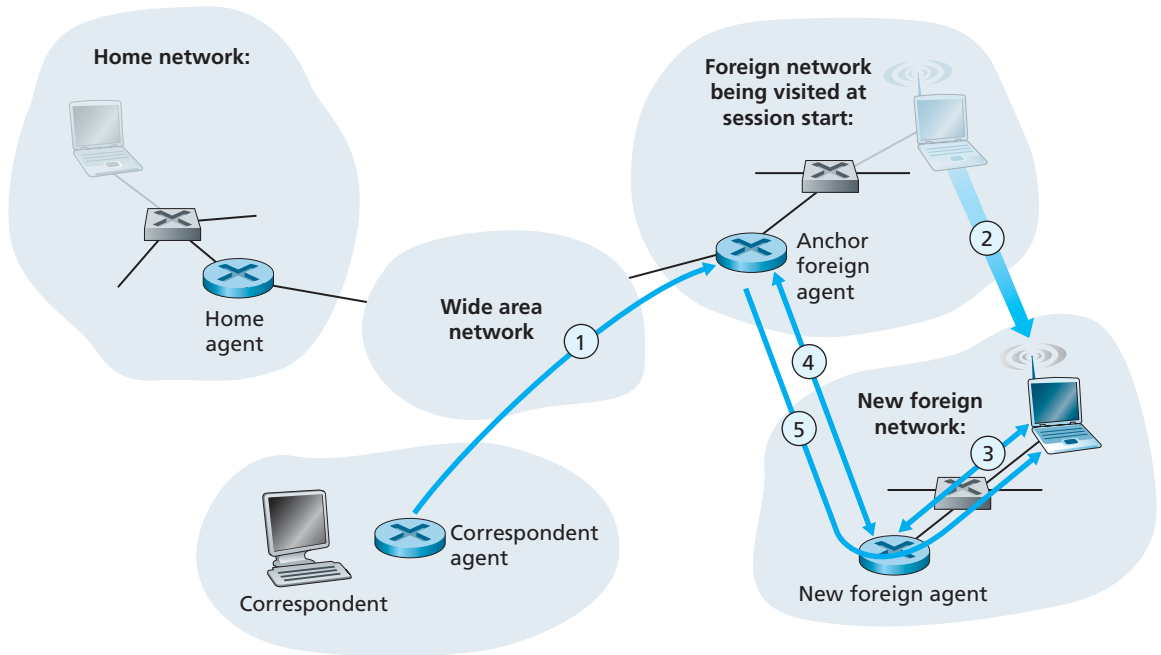 Home network:
Home
agent
Wide area
network
1
Foreign network
being visited at
session start:
Anchor
foreign
agent
2
4
5
New foreign
network:
3
New foreign agent
Correspondent
agent
Correspondent